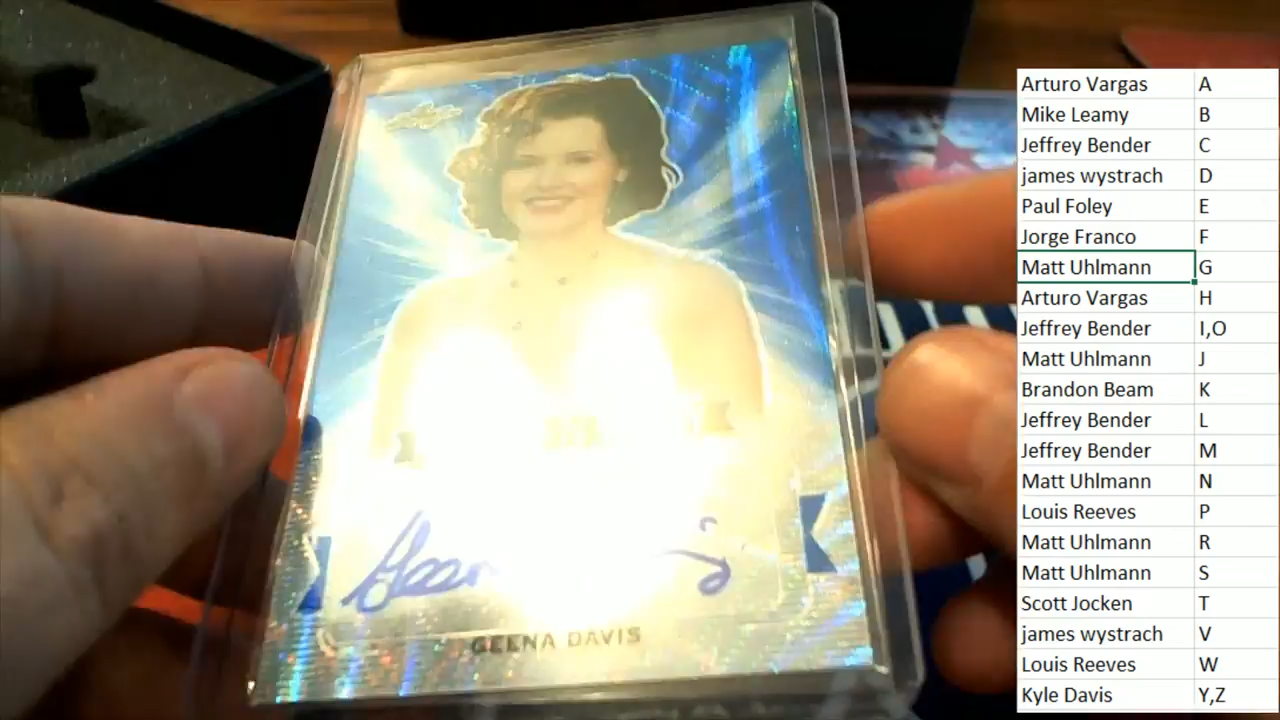 GEENA DAVIS
Arturo Vargas A
Mike Leamy B
Jeffrey Bender C
james wystrach D
Paul Foley E
Jorge Franco F
Matt Uhlmann G
Arturo Vargas H
Jeffrey Bender I,O
Matt Uhlmann J
Brandon Beam K
Jeffrey Bender L
Jeffrey Bender M
Matt Uhlmann N
Louis Reeves P
Matt Uhlmann R
Matt Uhlmann S
Scott Jocken T
james wystrach V
Louis Reeves W
Kyle Davis Y,Z